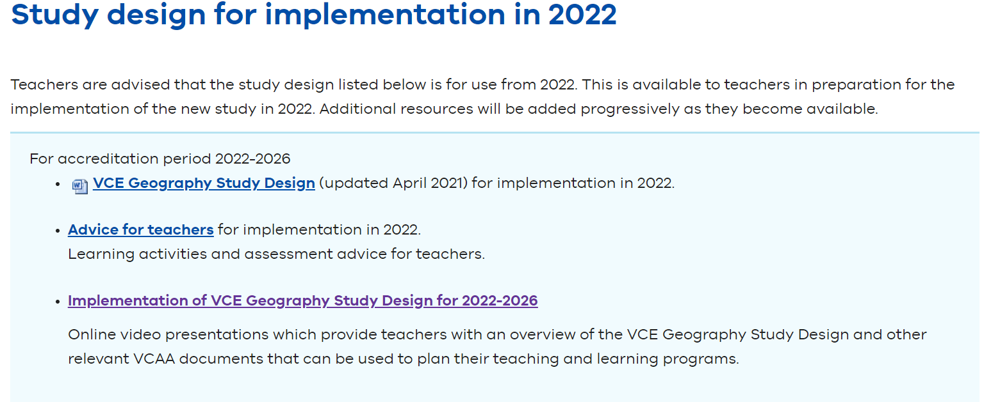 Study design for implementation in 2022
Teachers are advised that the study design listed below is for use from 2022. This is available to teachers in preparation for the
implementation of the new study in 2022. Additional resources will be added progressively as they become available.
For accreditation period 2022-2026
• VCE Geography Study Design (updated April 2021) for implementation in 2022.
• Advice for teachers for implementation in 2022.
Learning activities and assessment advice for teachers.
• Implementation of VCE Geography Study Design for 2022-2026
Online video presentations which provide teachers with an overview of the VCE Geography Study Design and other
relevant VCAA documents that can be used to plan their teaching and learning programs.